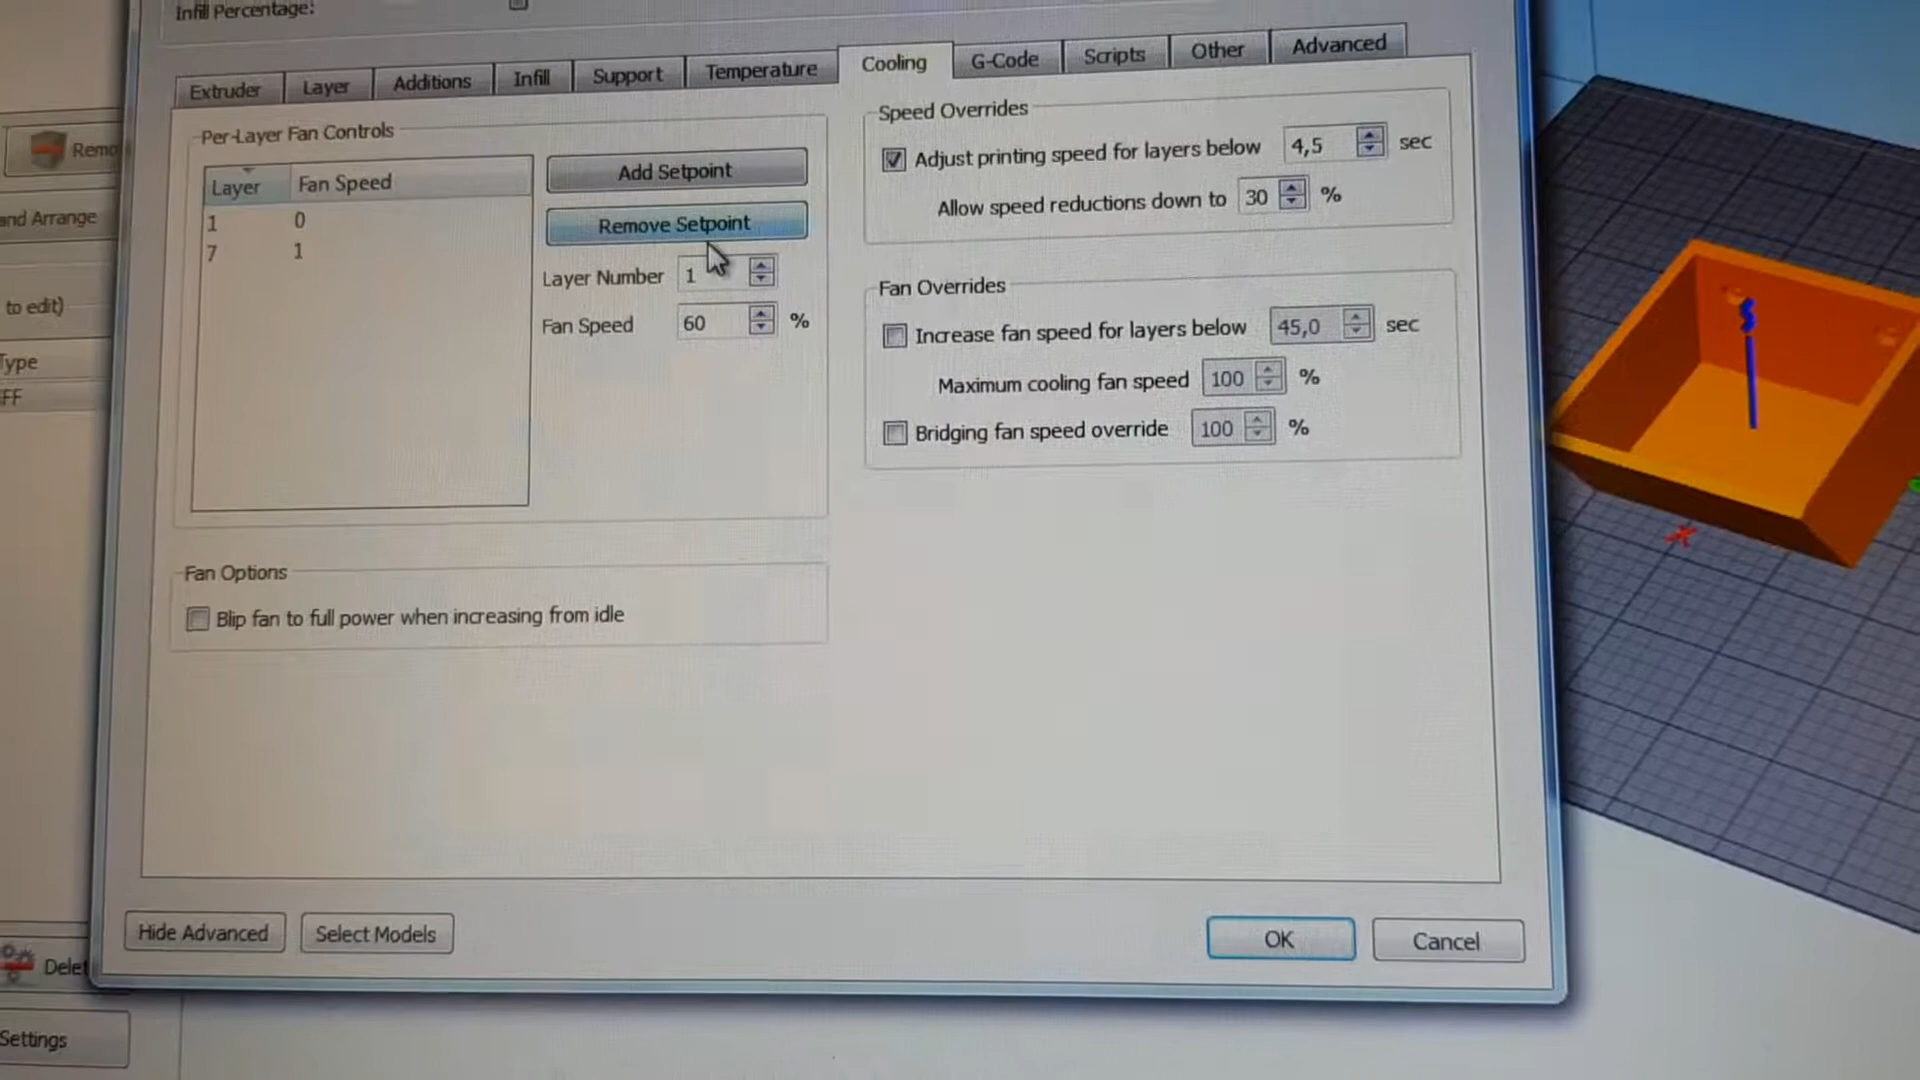 Infill Percentage:
Extruder
Layer
Additions
Infill
Support
Temperature
Cooling
G-Code
Scripts
Other
Advanced
Remo
and Arrange
to edit)
Type
FF
Delet
Settings
Per-Layer Fan Controls
Layer Fan Speed
1 0
7 1
Add Setpoint
Remove Setpoint
Layer Number 1
Fan Speed 60 %
Fan Options
Blip fan to full power when increasing from idle
Speed Overrides
Adjust printing speed for layers below 4,5 sec
Allow speed reductions down to 30 %
Fan Overrides
Increase fan speed for layers below 45,0 sec
Maximum cooling fan speed 100 %
Bridging fan speed override 100 %
Hide Advanced
Select Models
OK
Cancel